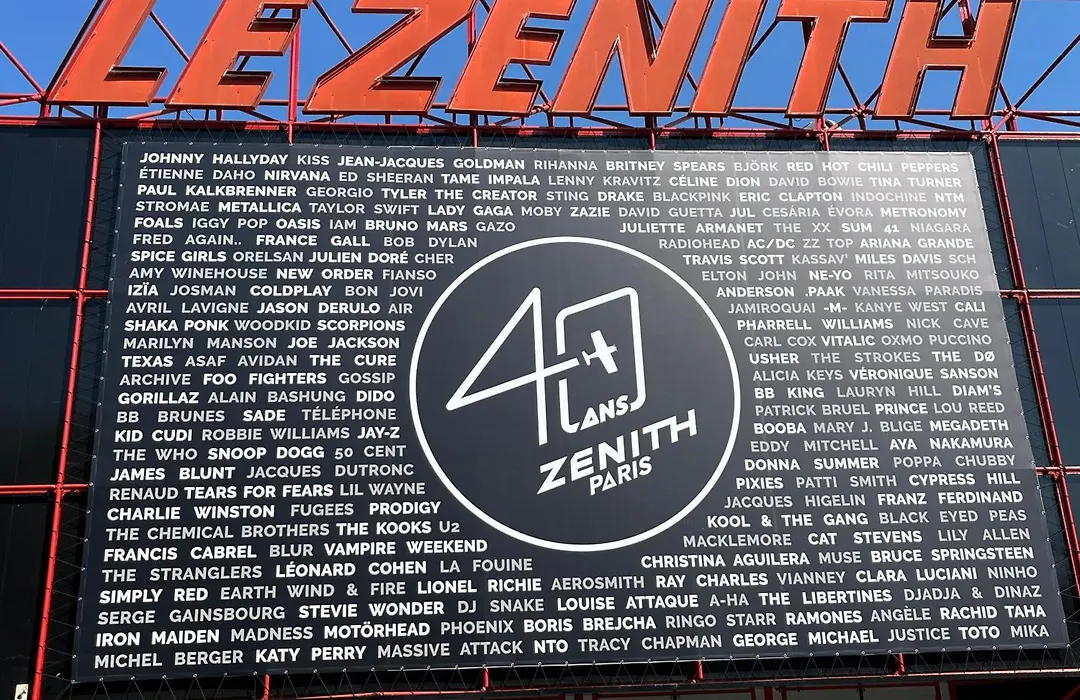 LE ZENITH
JOHNNY HALLYDAY KISS JEAN-JACQUES GOLDMAN RIHANNA BRITNEY SPEARS BJÖRK RED HOT CHILI PEPPERS
ÉTIENNE DAHO NIRVANA ED SHEERAN TAME IMPALA LENNY KRAVITZ CÉLINE DION DAVID BOWIE TINA TURNER
PAUL KALKBRENNER GEORGIO TYLER THE CREATOR STING DRAKE BLACKPINK ERIC CLAPTON INDOCHINE NTM
STROMAE METALLICA TAYLOR SWIFT LADY GAGA MOBY ZAZIE DAVID GUETTA JUL CESÁRIA ÉVORA METRONOMY
FOALS IGGY POP OASIS IAM BRUNO MARS GAZO JULIETTE ARMANET THE XX SUM 41 NIAGARA
FRED AGAIN.. FRANCE GALL BOB DYLAN RADIOHEAD AC/DC ZZ TOP ARIANA GRANDE
SPICE GIRLS ORELSAN JULIEN DORÉ CHER TRAVIS SCOTT KASSAV' MILES DAVIS SCH
AMY WINEHOUSE NEW ORDER FIANSO ELTON JOHN NE-YO RITA MITSOUKO
IZÏA JOSMAN COLDPLAY BON JOVI ANDERSON .PAAK VANESSA PARADIS
AVRIL LAVIGNE JASON DERULO AIR JAMIROQUAI -M- KANYE WEST CALI
SHAKA PONK WOODKID SCORPIONS PHARRELL WILLIAMS NICK CAVE
MARILYN MANSON JOE JACKSON CARL COX VITALIC OXMO PUCCINO
TEXAS ASAF AVIDAN THE CURE USHER THE STROKES THE DØ
ARCHIVE FOO FIGHTERS GOSSIP ALICIA KEYS VÉRONIQUE SANSON
GORILLAZ ALAIN BASHUNG DIDO BB KING LAURYN HILL DIAM'S
BB BRUNES SADE TÉLÉPHONE PATRICK BRUEL PRINCE LOU REED
KID CUDI ROBBIE WILLIAMS JAY-Z BOOBA MARY J. BLIGE MEGADETH
THE WHO SNOOP DOGG 50 CENT EDDY MITCHELL AYA NAKAMURA
JAMES BLUNT JACQUES DUTRONC DONNA SUMMER POPPA CHUBBY
RENAUD TEARS FOR FEARS LIL WAYNE PIXIES PATTI SMITH CYPRESS HILL
CHARLIE WINSTON FUGEES PRODIGY JACQUES HIGELIN FRANZ FERDINAND
THE CHEMICAL BROTHERS THE KOOKS U2 KOOL & THE GANG BLACK EYED PEAS
FRANCIS CABREL BLUR VAMPIRE WEEKEND MACKLEMORE CAT STEVENS LILY ALLEN
THE STRANGLERS LÉONARD COHEN LA FOUINE CHRISTINA AGUILERA MUSE BRUCE SPRINGSTEEN
SIMPLY RED EARTH WIND & FIRE LIONEL RICHIE AEROSMITH RAY CHARLES VIANNEY CLARA LUCIANI NINHO
SERGE GAINSBOURG STEVIE WONDER DJ SNAKE LOUISE ATTAQUE A-HA THE LIBERTINES DJADJA & DINAZ
IRON MAIDEN MADNESS MOTÖRHEAD PHOENIX BORIS BREJCHA RINGO STARR RAMONES ANGÈLE RACHID TAHA
MICHEL BERGER KATY PERRY MASSIVE ATTACK NTO TRACY CHAPMAN GEORGE MICHAEL JUSTICE TOTO MIKA
40
ANS
ZENITH
PARIS